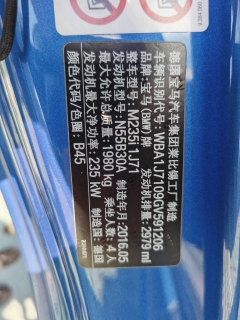 德国宝马汽车集团莱比锡工厂制造
车辆识别代号: WBA1J7109GV591206
品牌: 宝马(BMW)牌
整车型号: M235i 1J71
制造年月: 2016.05
发动机型号: N55B30A
发动机排量: 2979 ml
最大允许总质量: 1980 kg
乘坐人数: 4人
发动机最大净功率: 235 kW
制造国: 德国
颜色代码/色圈: B45